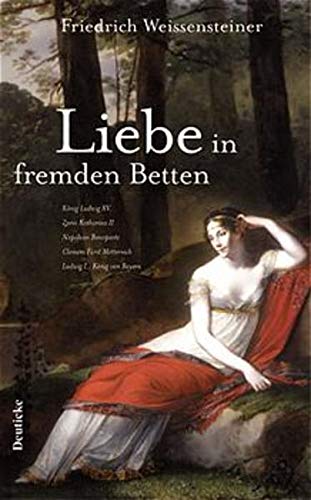 Friedrich Weissensteiner
Liebe in
fremden Betten
König Ludwig XV.
Zarin Katharina II
Napoleon Bonaparte
Clemens Fürst Metternich
Ludwig I., König von Bayern
Deuticke